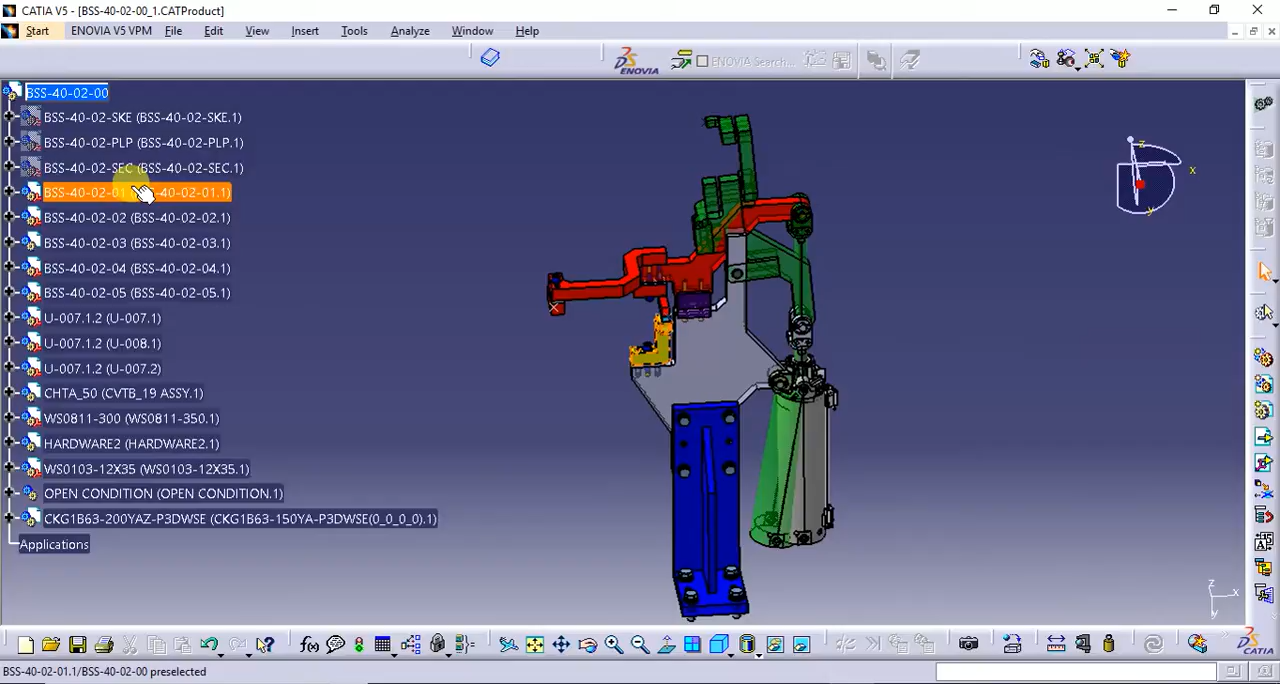 CATIA V5 - [BSS-40-02-00_1.CATProduct]
Start ENOVIA V5 VPM File Edit View Insert Tools Analyze Window Help
ENOVIA Search...
ENOVIA
BSS-40-02-00
BSS-40-02-SKE (BSS-40-02-SKE.1)
BSS-40-02-PLP (BSS-40-02-PLP.1)
BSS-40-02-SEC (BSS-40-02-SEC.1)
BSS-40-02-01 -40-02-01.1)
BSS-40-02-02 (BSS-40-02-02.1)
BSS-40-02-03 (BSS-40-02-03.1)
BSS-40-02-04 (BSS-40-02-04.1)
BSS-40-02-05 (BSS-40-02-05.1)
U-007.1.2 (U-007.1)
U-007.1.2 (U-008.1)
U-007.1.2 (U-007.2)
CHTA_50 (CVTB_19 ASSY.1)
WS0811-300 (WS0811-350.1)
HARDWARE2 (HARDWARE2.1)
WS0103-12X35 (WS0103-12X35.1)
OPEN CONDITION (OPEN CONDITION.1)
CKG1B63-200YAZ-P3DWSE (CKG1B63-150YA-P3DWSE(0_0_0_0).1)
Applications
z
x
y
z
x
f(x)
CATIA
BSS-40-02-01.1/BSS-40-02-00 preselected